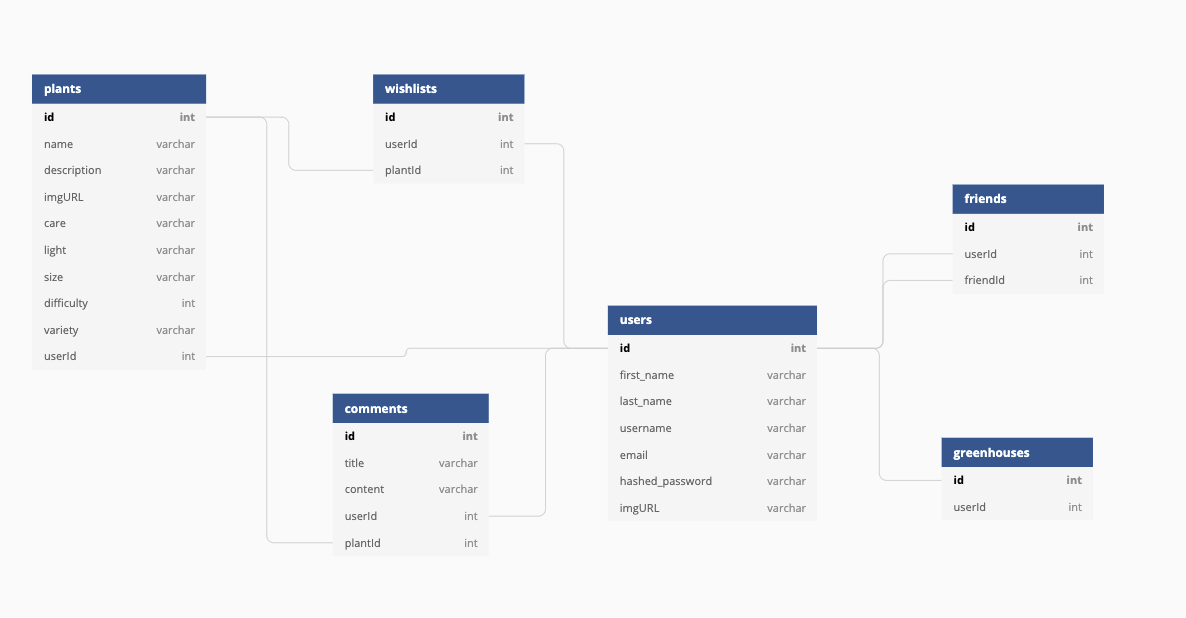 plants
id int
name varchar
description varchar
imgURL varchar
care varchar
light varchar
size varchar
difficulty int
variety varchar
userId int
wishlists
id int
userId int
plantId int
comments
id int
title varchar
content varchar
userId int
plantId int
users
id int
first_name varchar
last_name varchar
username varchar
email varchar
hashed_password varchar
imgURL varchar
friends
id int
userId int
friendId int
greenhouses
id int
userId int